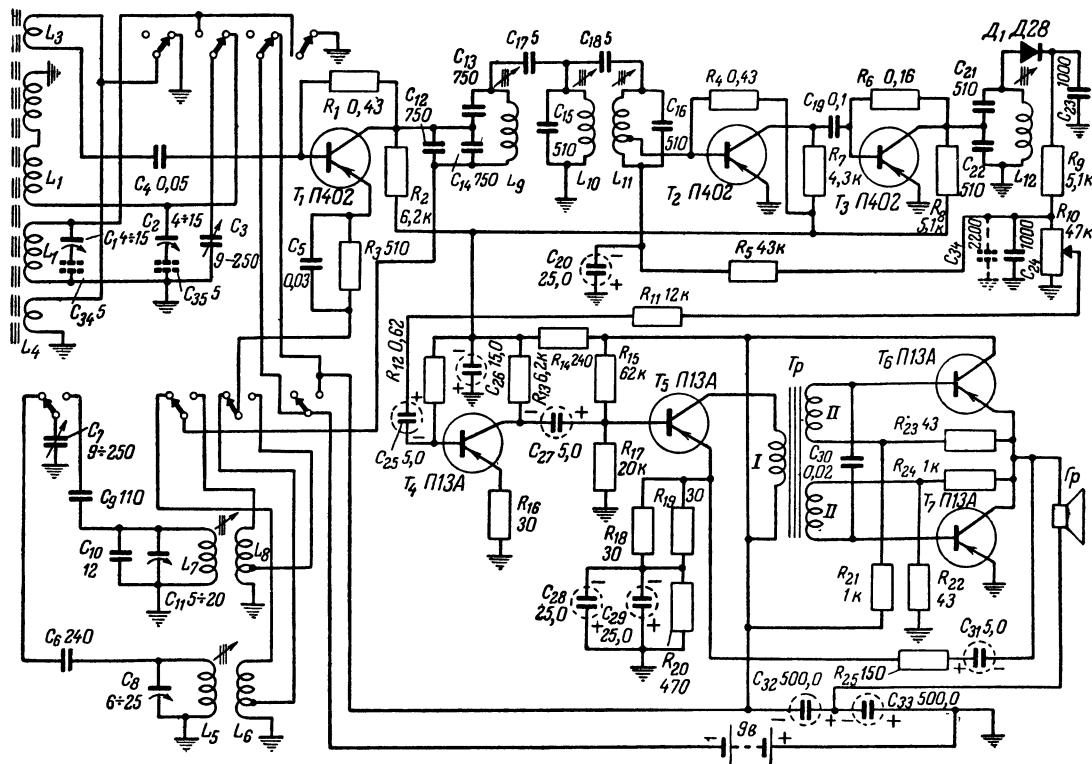 L3
L1
L1
L4
C4 0,05
C1 4÷15
C2 4÷15
C3 9-250
C34 5
C35 5
R1 0,43
T1 П402
R2 6,2к
C5 0,03
R3 510
C12 750
C13 750
C14 750
L9
C17 5
C18 5
C15 510
L10
L11
C16 510
R4 0,43
T2 П402
C19 0,1
R7 4,3к
R6 0,16
T3 П402
R8 5,1к
C21 510
C22 510
L12
Д1 Д28
C23 1000
R9 5,1к
R10 47к
C34 2200
C24 1000
C20 25,0
- +
R5 43к
R11 12к
R12 0,62
C25 5,0
+ -
C26 15,0
- +
R13 6,2к
R14 240
R15 62к
C27 5,0
- +
T4 П13А
R16 30
R17 20к
T5 П13А
R18 30
R19 30
C28 25,0
- +
C29 25,0
- +
R20 470
Тр
I
II
II
C30 0,02
T6 П13А
R23 43
R24 1к
T7 П13А
R21 1к
R22 43
Гр
C31 5,0
+ -
R25 150
C32 500,0
- +
C33 500,0
- +
- 9в +
C7 9÷250
C9 110
C10 12
C11 5÷20
L7
L8
C6 240
C8 6÷25
L5
L6